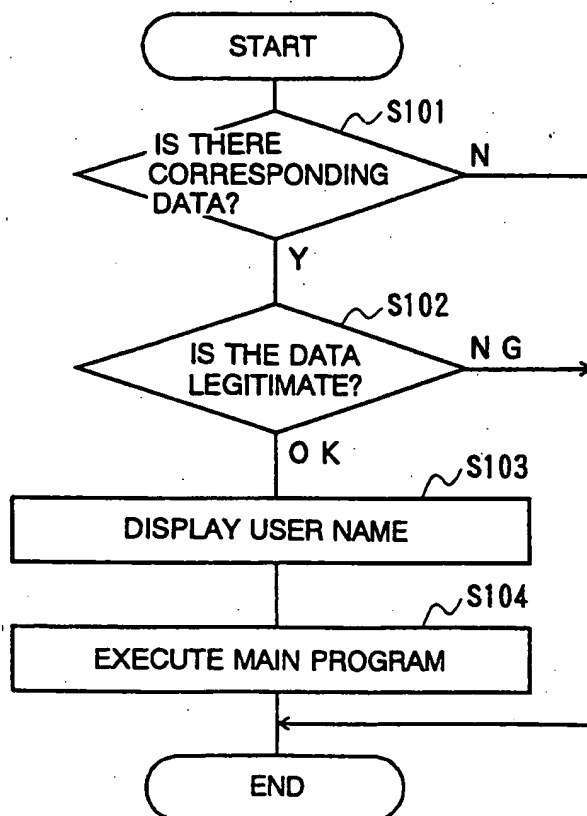 START
S101
IS THERE
CORRESPONDING
DATA?
N
Y
S102
IS THE DATA
LEGITIMATE?
N G
O K
S103
DISPLAY USER NAME
S104
EXECUTE MAIN PROGRAM
END